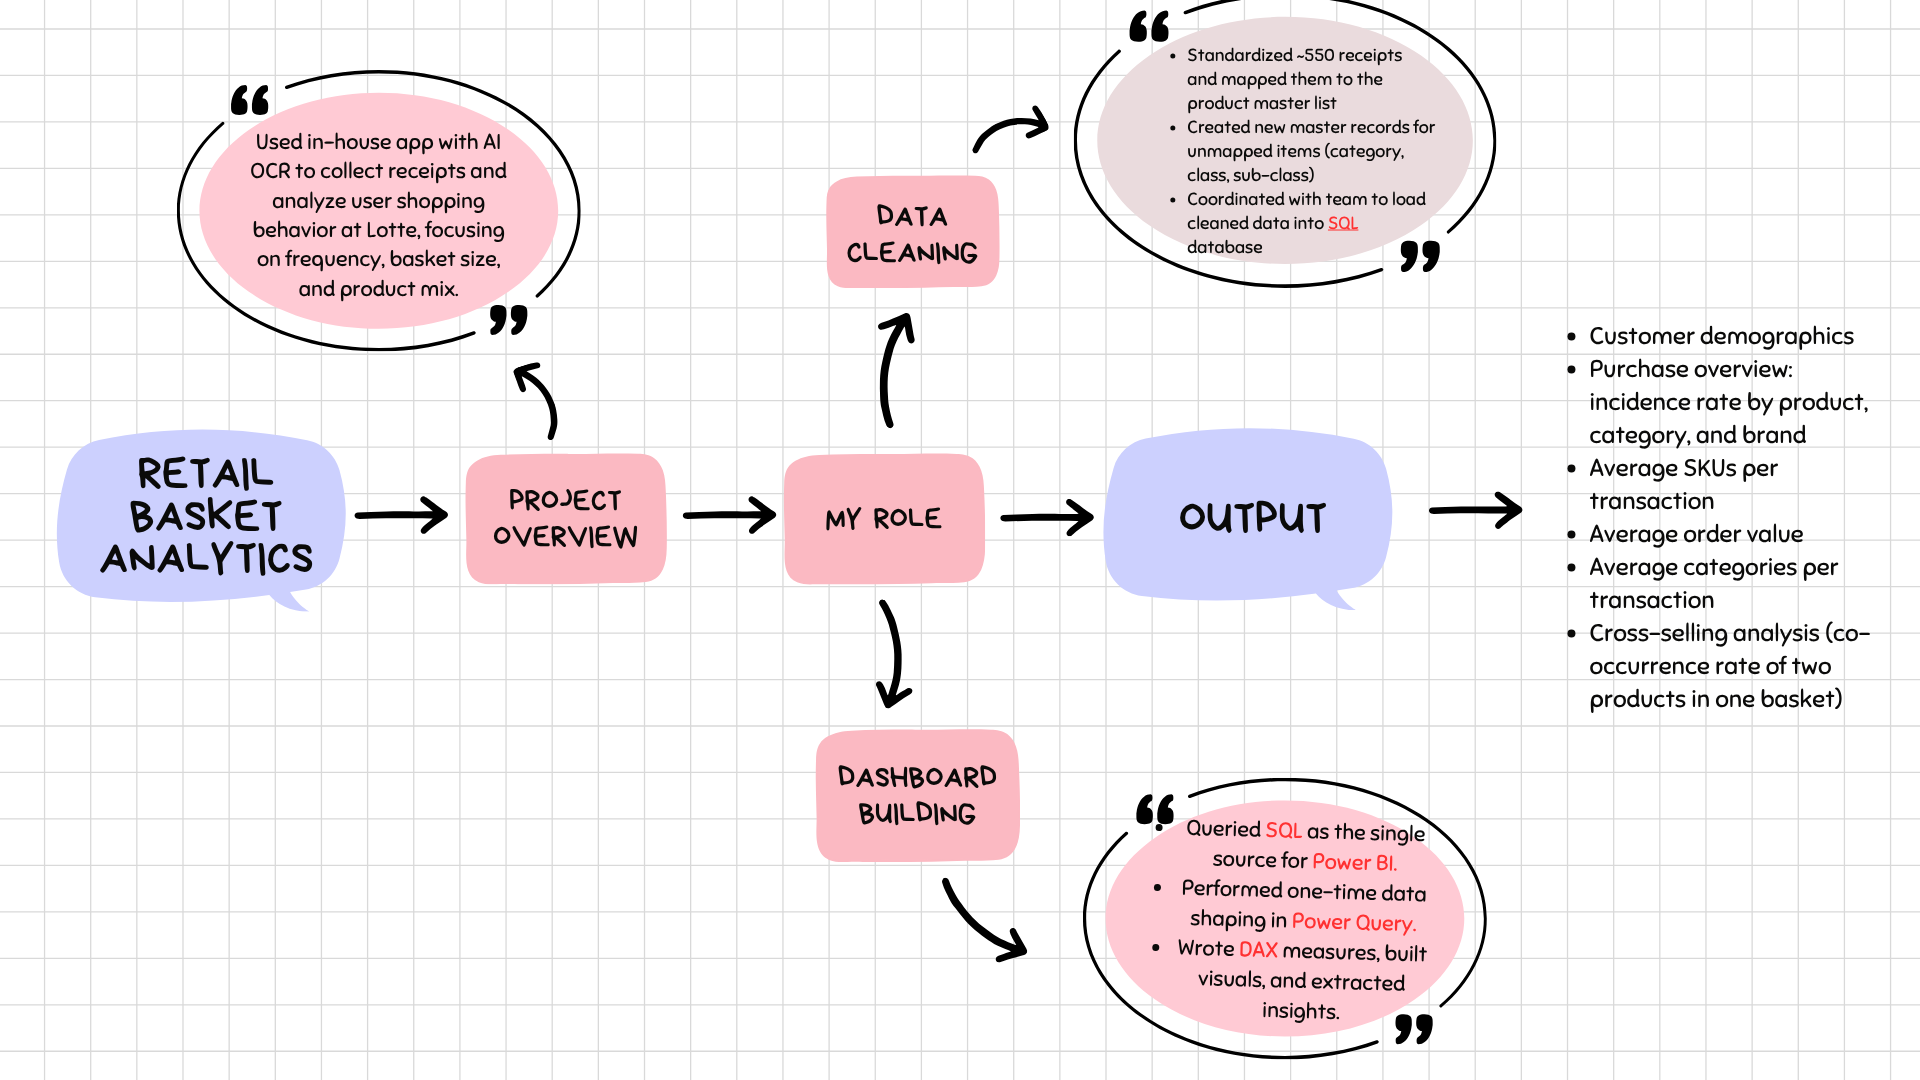 RETAIL
BASKET
ANALYTICS
PROJECT
OVERVIEW
Used in-house app with AI
OCR to collect receipts and
analyze user shopping
behavior at Lotte, focusing
on frequency, basket size,
and product mix.
MY ROLE
DATA
CLEANING
• Standardized ~550 receipts
and mapped them to the
product master list
• Created new master records for
unmapped items (category,
class, sub-class)
• Coordinated with team to load
cleaned data into SQL
database
DASHBOARD
BUILDING
• Queried SQL as the single
source for Power BI.
• Performed one-time data
shaping in Power Query.
• Wrote DAX measures, built
visuals, and extracted
insights.
OUTPUT
• Customer demographics
• Purchase overview:
incidence rate by product,
category, and brand
• Average SKUs per
transaction
• Average order value
• Average categories per
transaction
• Cross-selling analysis (co-
occurrence rate of two
products in one basket)